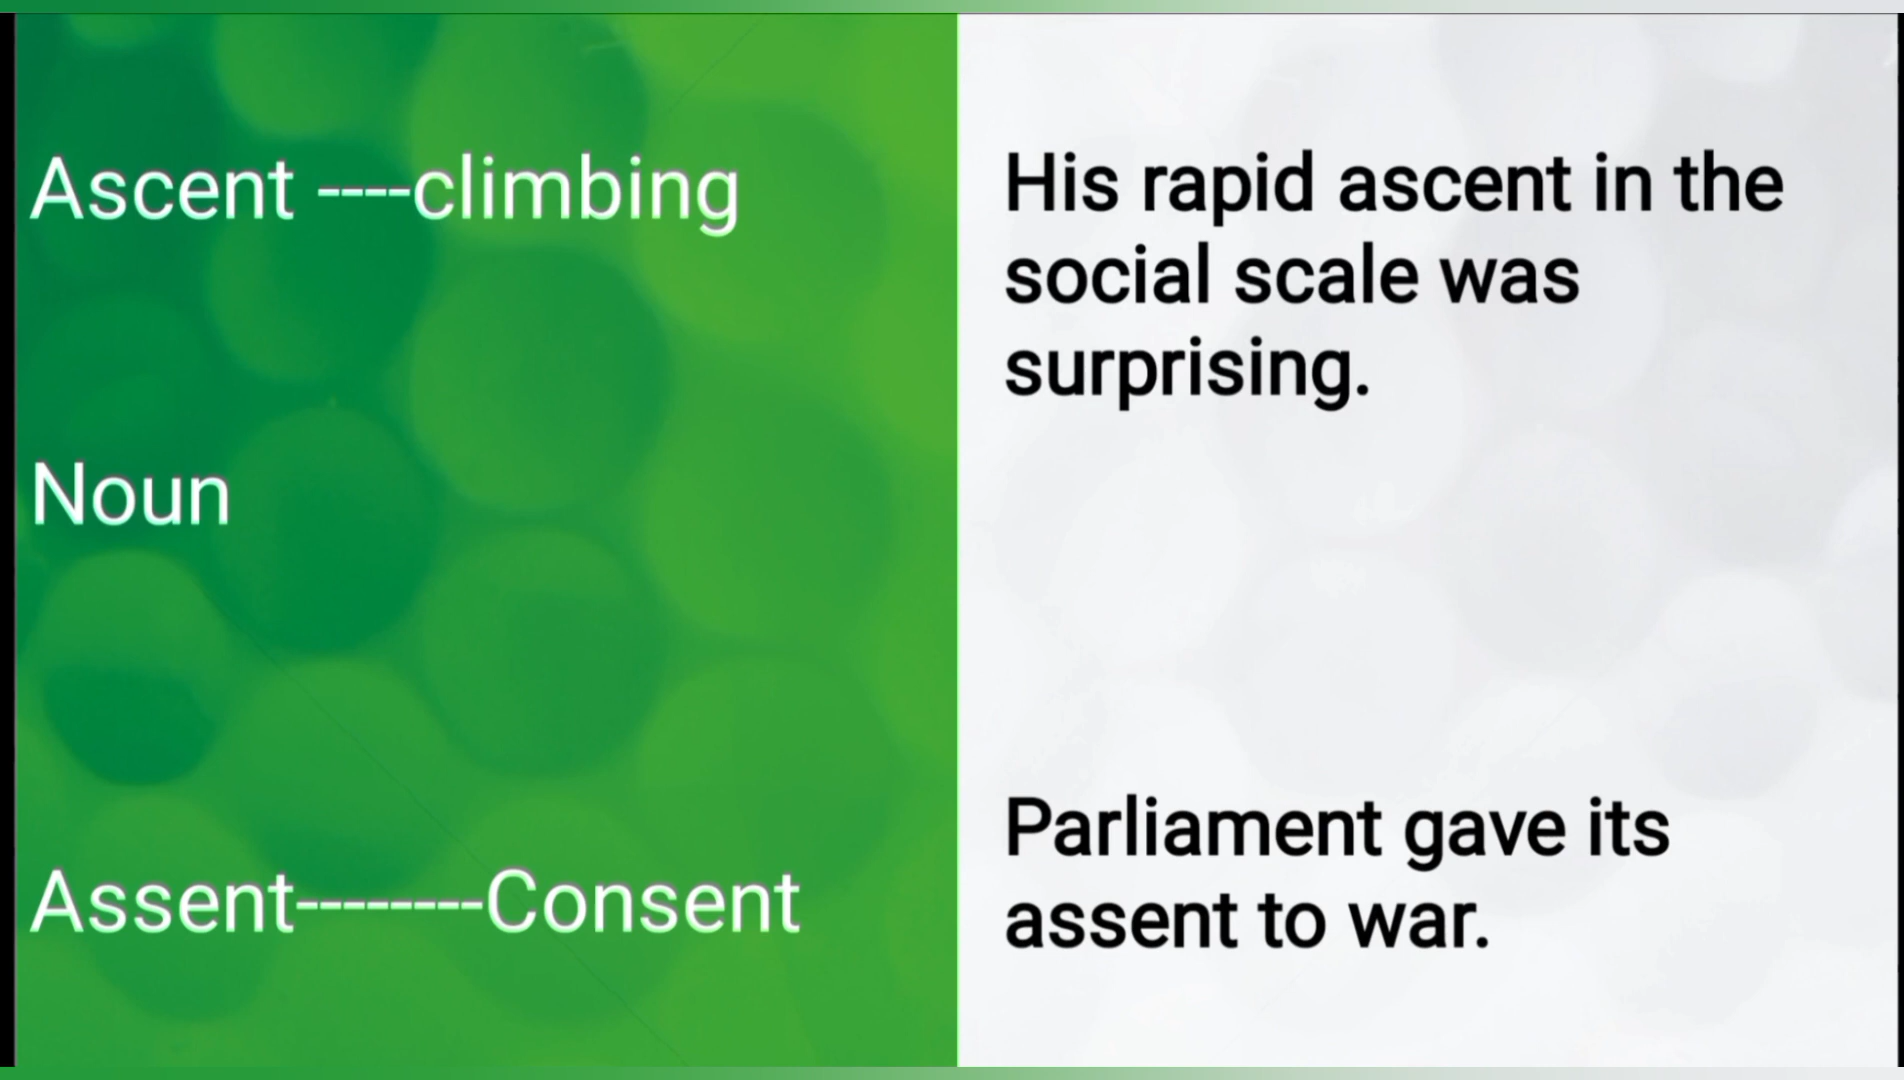 Ascent ----climbing
Noun
Assent--------Consent
His rapid ascent in the
social scale was
surprising.
Parliament gave its
assent to war.